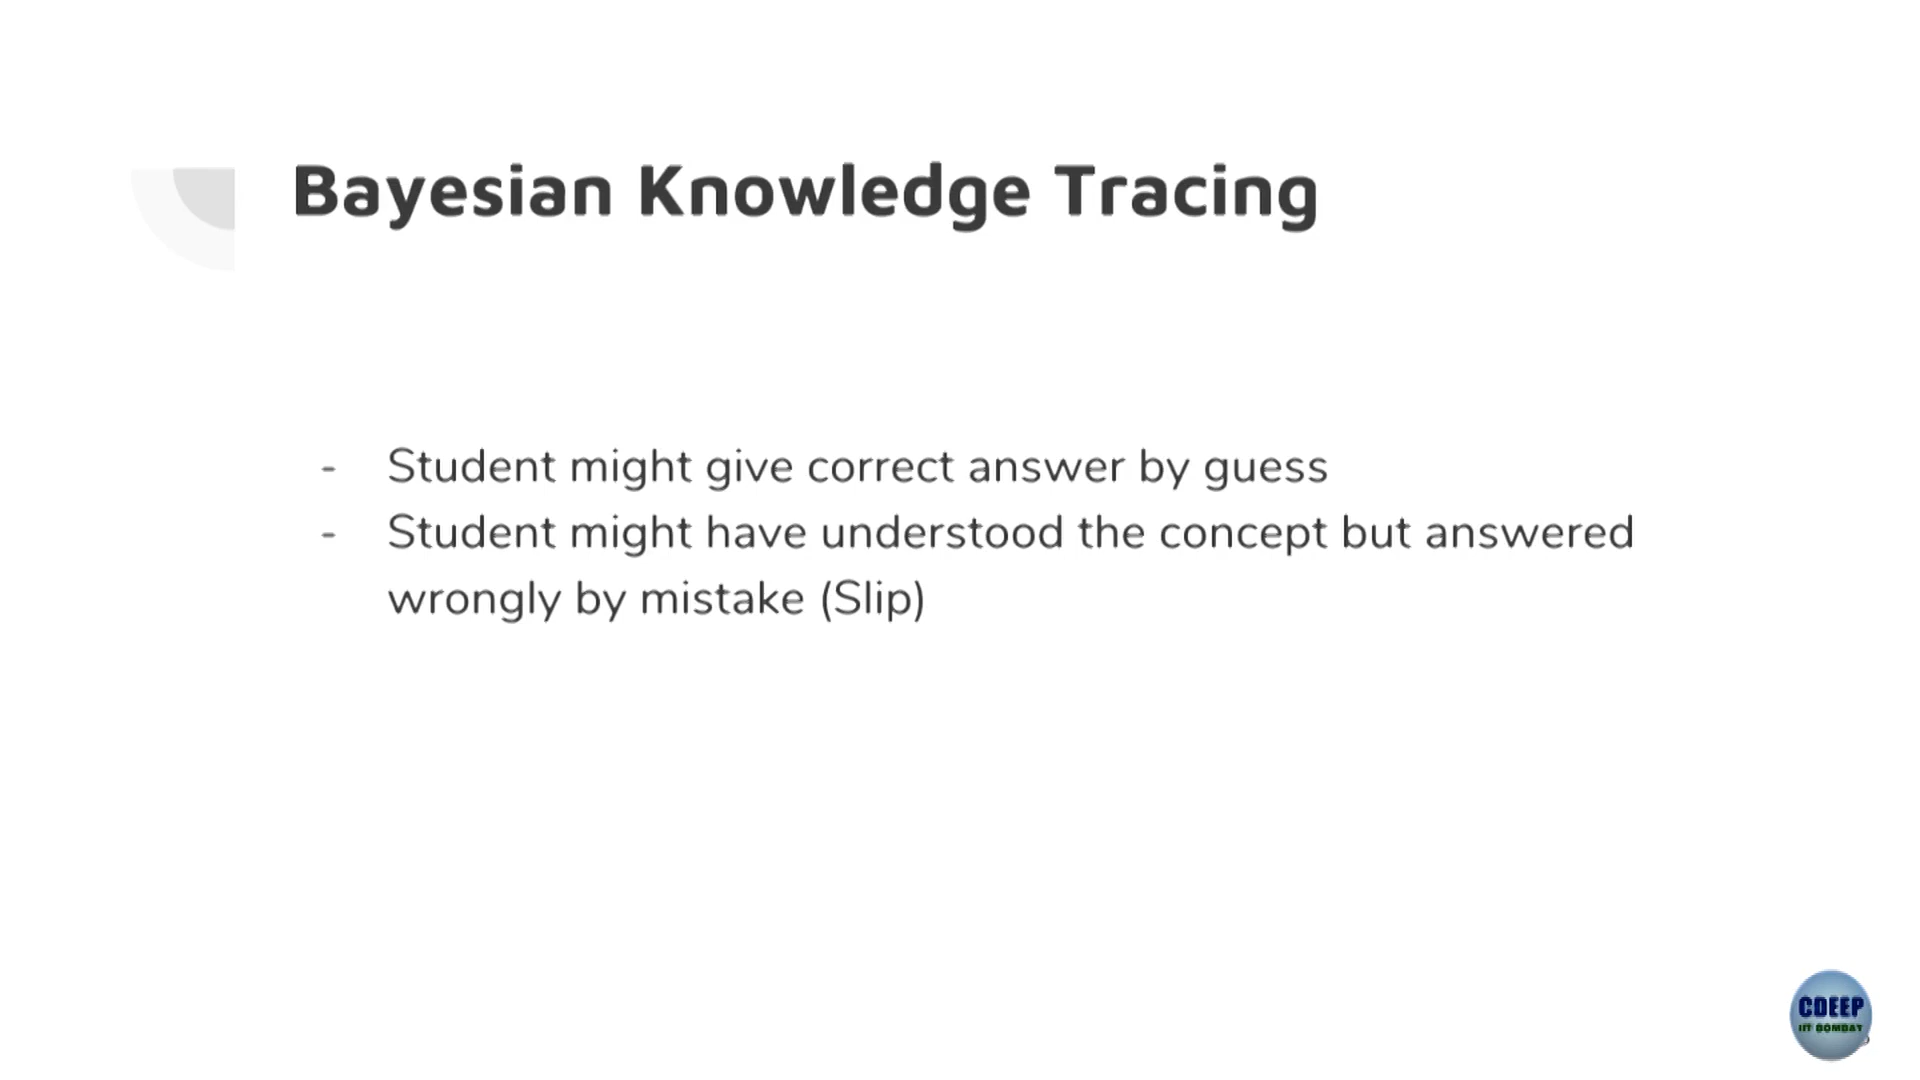 Bayesian Knowledge Tracing
- Student might give correct answer by guess
- Student might have understood the concept but answered
wrongly by mistake (Slip)
CDEEP
IIT BOMBAY